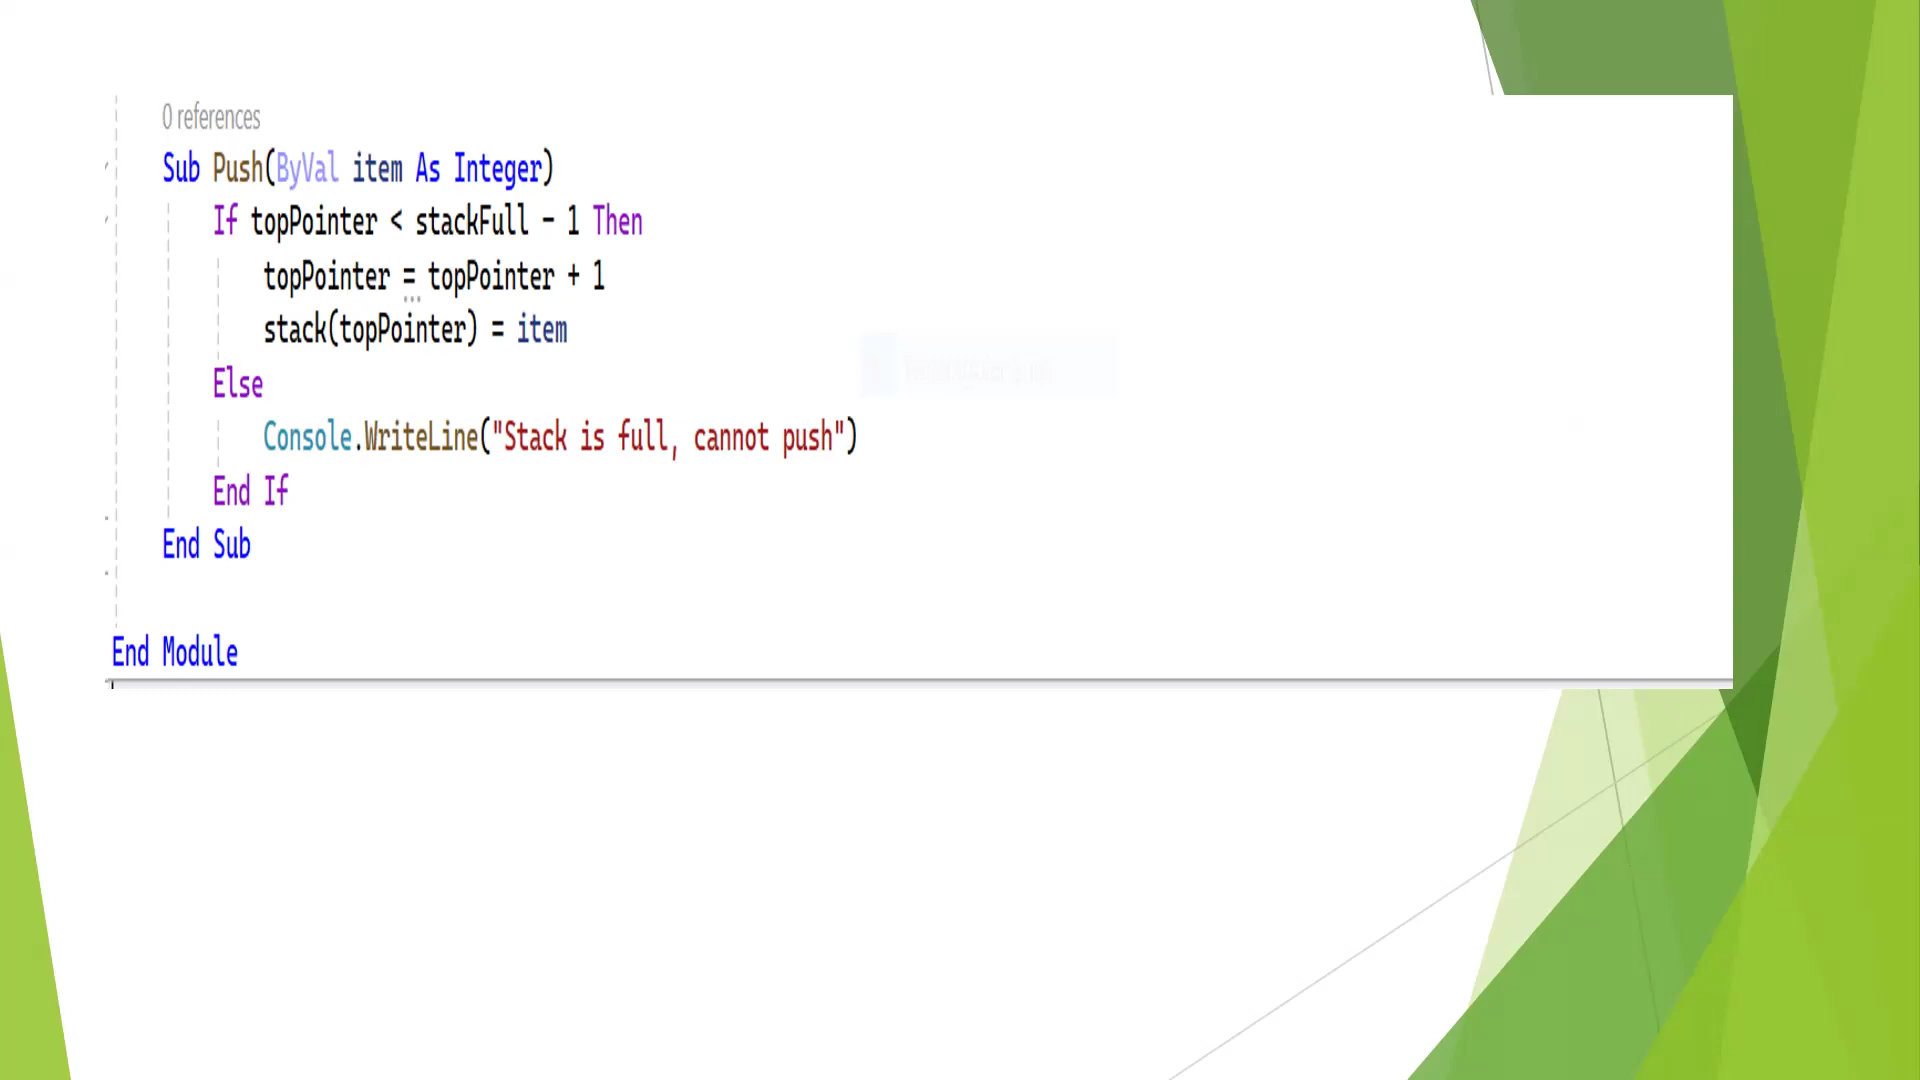 0 references
Sub Push(ByVal item As Integer)
If topPointer < stackFull - 1 Then
topPointer = topPointer + 1
stack(topPointer) = item
Else
Console.WriteLine("Stack is full, cannot push")
End If
End Sub
End Module